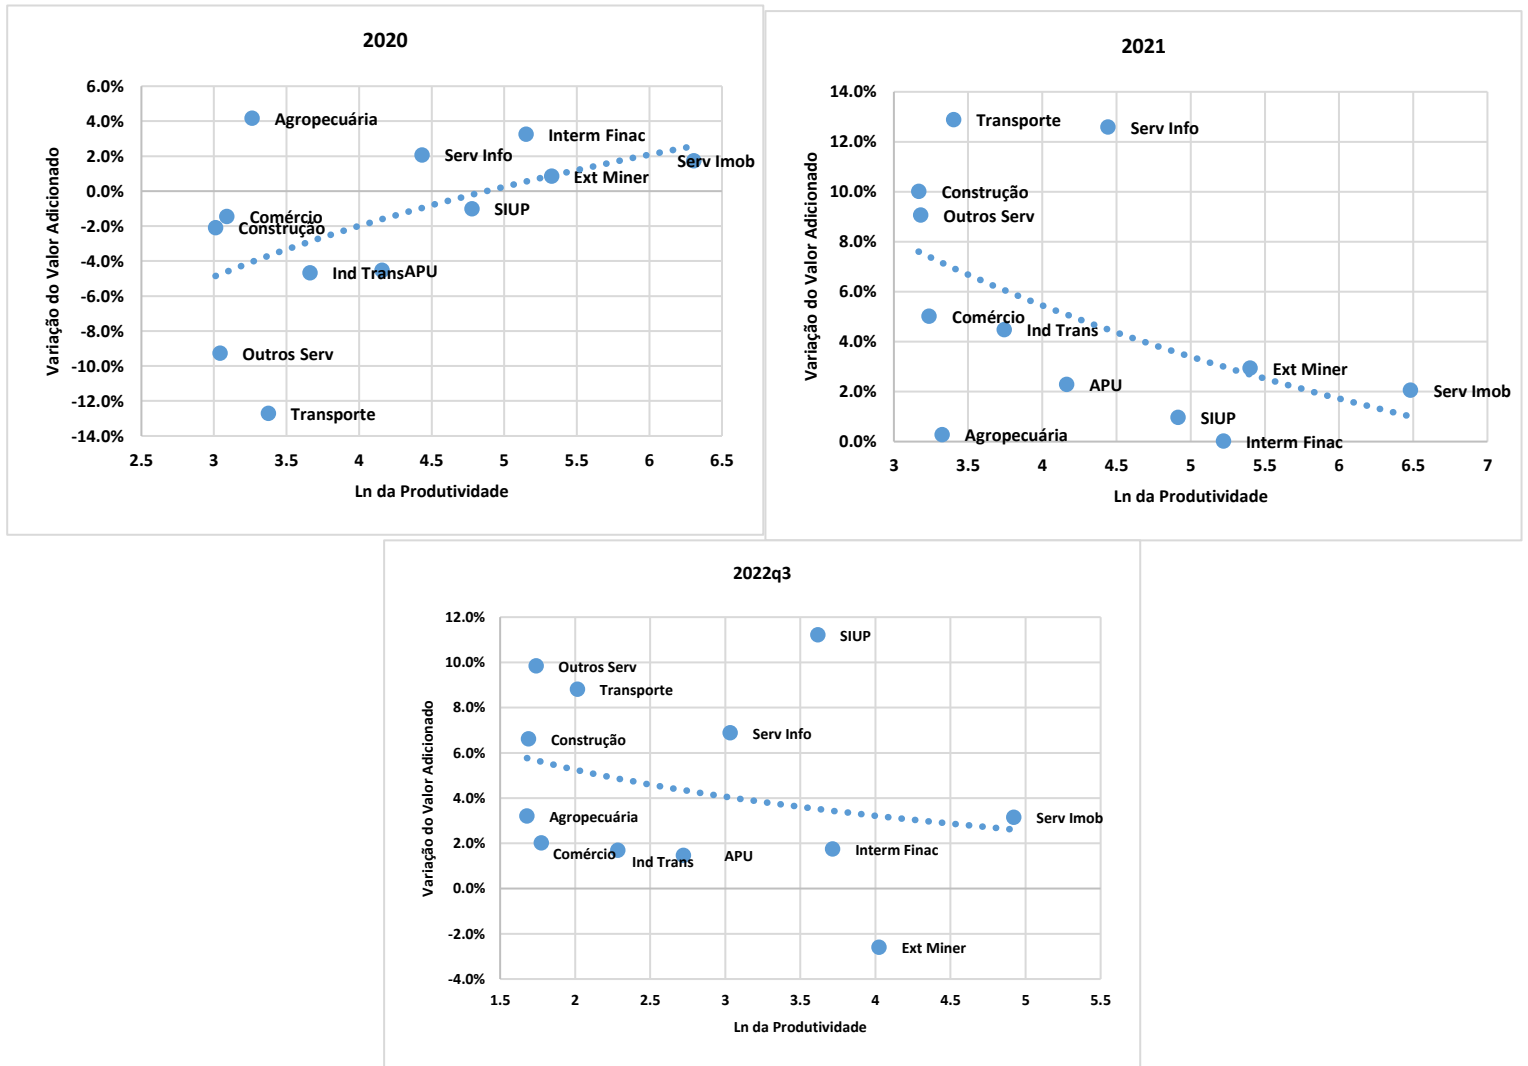 2020
6.0%
Agropecuária
4.0%
Interm Finac
2.0%
Serv Info
Serv Imob
Ext Miner
0.0%
SIUP
Comércio
-2.0%
Construção
-4.0%
Ind Trans
APU
-6.0%
-8.0%
Outros Serv
-10.0%
-12.0%
Transporte
-14.0%
2.5 3 3.5 4 4.5 5 5.5 6 6.5
Ln da Produtividade
Variação do Valor Adicionado
2021
14.0%
Transporte
Serv Info
12.0%
10.0%
Construção
Outros Serv
8.0%
6.0%
Comércio
Ind Trans
4.0%
Ext Miner
APU
2.0%
Serv Imob
SIUP
Agropecuária
Interm Finac
0.0%
3 3.5 4 4.5 5 5.5 6 6.5 7
Ln da Produtividade
Variação do Valor Adicionado
2022q3
12.0%
SIUP
10.0%
Outros Serv
Transporte
8.0%
Serv Info
Construção
6.0%
4.0%
Agropecuária
Serv Imob
2.0%
Comércio
Ind Trans
APU
Interm Finac
0.0%
-2.0%
Ext Miner
-4.0%
1.5 2 2.5 3 3.5 4 4.5 5 5.5
Ln da Produtividade
Variação do Valor Adicionado